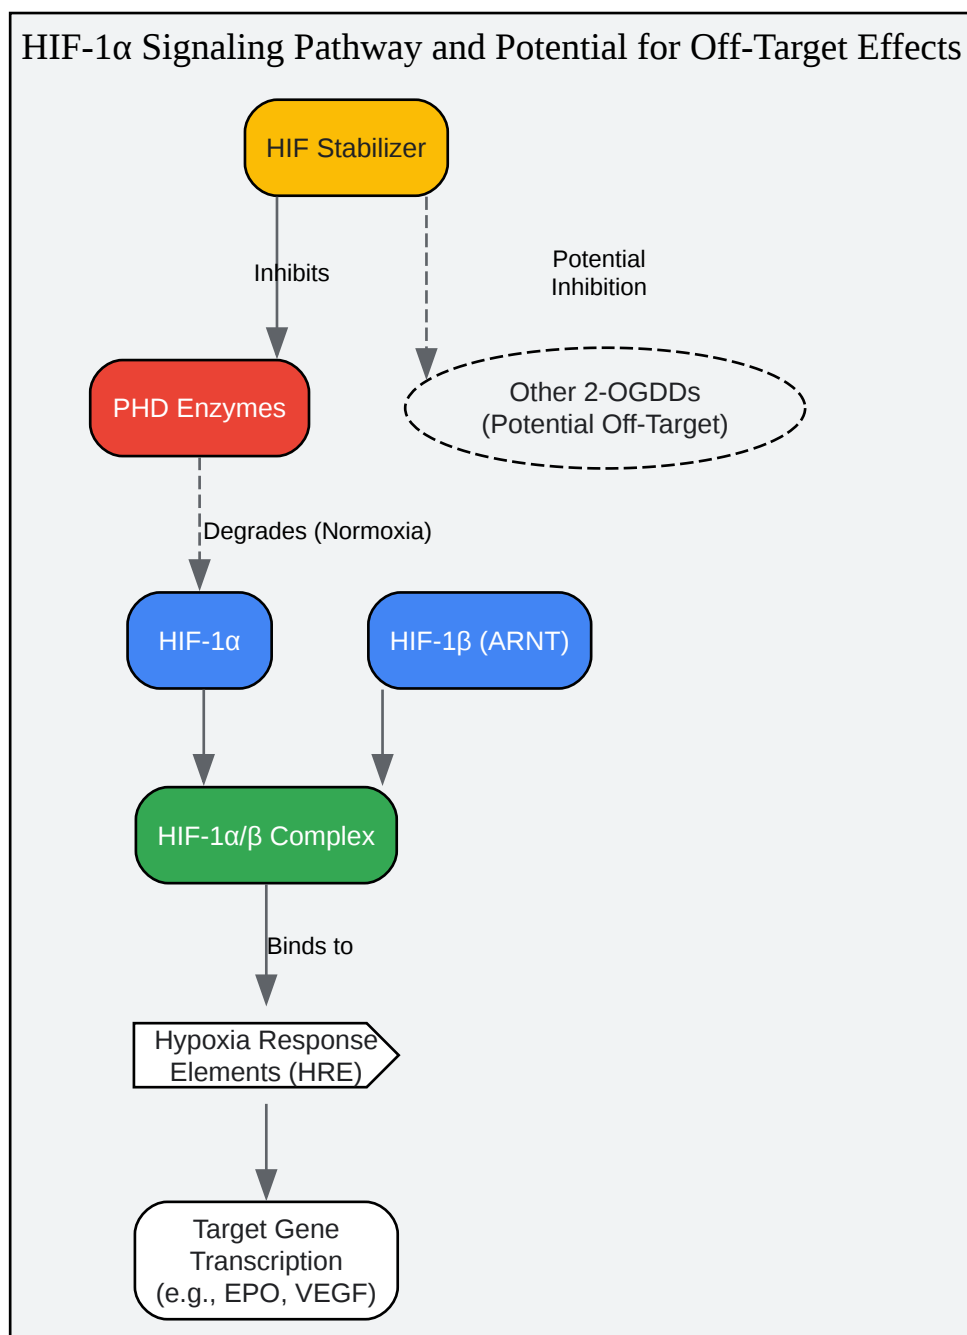 HIF-1α Signaling Pathway and Potential for Off-Target Effects
HIF Stabilizer
Inhibits
Potential
Inhibition
PHD Enzymes
Other 2-OGDDs
(Potential Off-Target)
Degrades (Normoxia)
HIF-1α
HIF-1β (ARNT)
HIF-1α/β Complex
Binds to
Hypoxia Response
Elements (HRE)
Target Gene
Transcription
(e.g., EPO, VEGF)